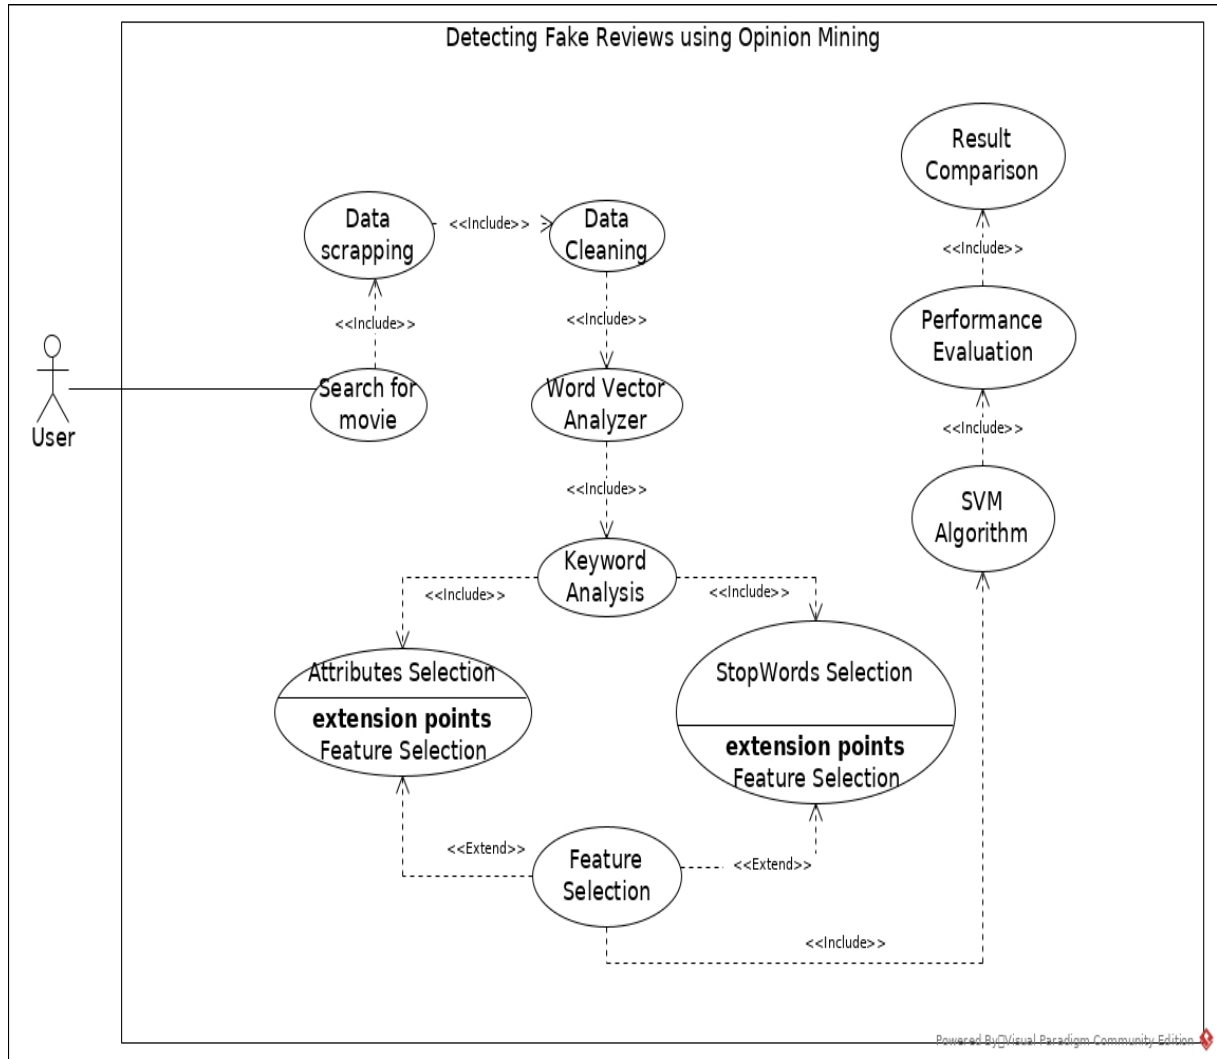 Detecting Fake Reviews using Opinion Mining
Result
Comparison
Data
scrapping
<<Include>>
Data
Cleaning
<<Include>>
<<Include>>
<<Include>>
Performance
Evaluation
Search for
movie
Word Vector
Analyzer
User
<<Include>>
<<Include>>
SVM
Algorithm
Keyword
Analysis
<<Include>>
<<Include>>
Attributes Selection
extension points
Feature Selection
StopWords Selection
extension points
Feature Selection
<<Extend>>
Feature
Selection
<<Extend>>
<<Include>>
Powered By Visual Paradigm Community Edition